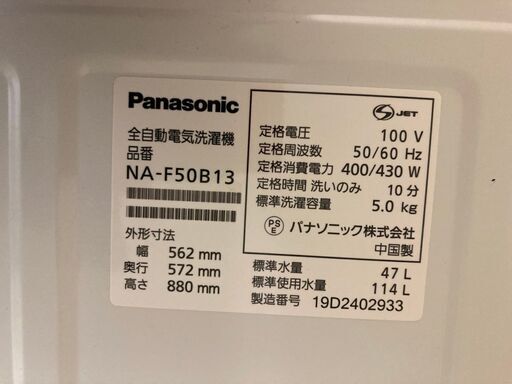 Panasonic
全自動電気洗濯機
品番
NA-F50B13
外形寸法
幅 562 mm
奥行 572 mm
高さ 880 mm
S JET
定格電圧 100 V
定格周波数 50/60 Hz
定格消費電力 400/430 W
定格時間 洗いのみ 10分
標準洗濯容量 5.0 kg
PS E パナソニック株式会社
中国製
標準水量 47 L
標準使用水量 114 L
製造番号 19D2402933